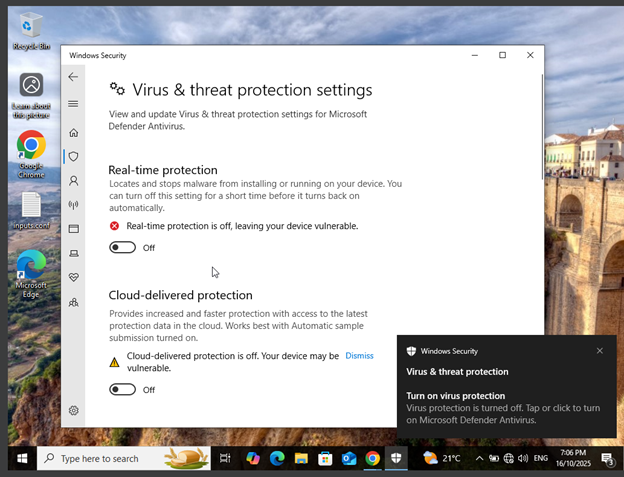 Recycle Bin
Learn about
this picture
Google
Chrome
inputs.conf
Microsoft
Edge
Windows Security
Virus & threat protection settings
View and update Virus & threat protection settings for Microsoft
Defender Antivirus.
Real-time protection
Locates and stops malware from installing or running on your device. You
can turn off this setting for a short time before it turns back on
automatically.
Real-time protection is off, leaving your device vulnerable.
Off
Cloud-delivered protection
Provides increased and faster protection with access to the latest
protection data in the cloud. Works best with Automatic sample
submission turned on.
Cloud-delivered protection is off. Your device may be Dismiss
vulnerable.
Off
Windows Security
Virus & threat protection
Turn on virus protection
Virus protection is turned off. Tap or click to turn
on Microsoft Defender Antivirus.
Type here to search
21°C
ENG
7:06 PM
16/10/2025
3